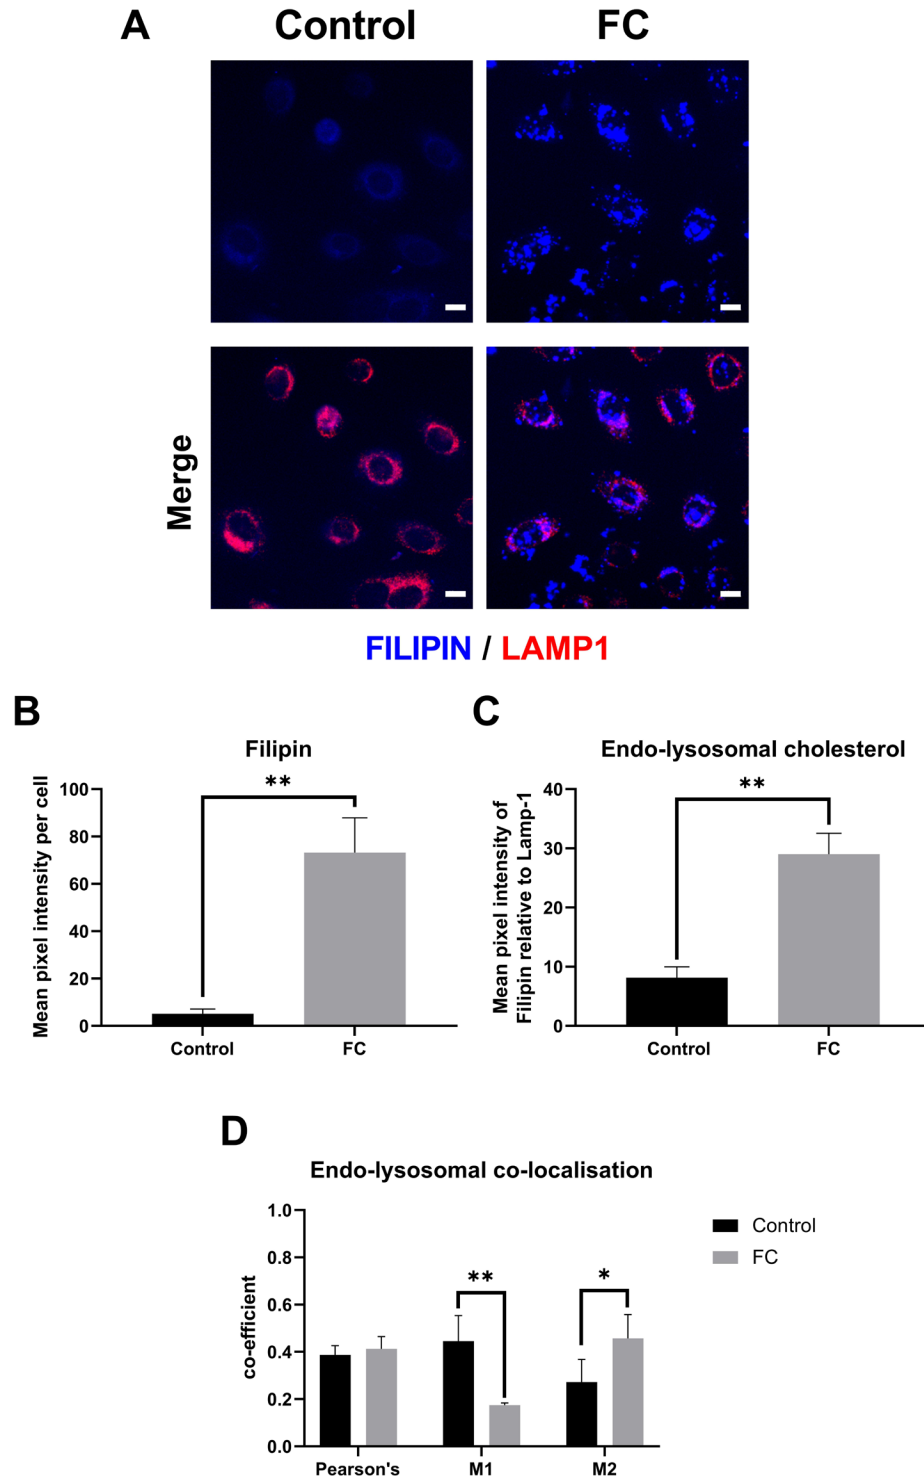 A
Control
FC
Merge
FILIPIN / LAMP1
B
Filipin
Mean pixel intensity per cell
**
100
80
60
40
20
0
Control
FC
C
Endo-lysosomal cholesterol
Mean pixel intensity of
Filipin relative to Lamp-1
**
40
30
20
10
0
Control
FC
D
Endo-lysosomal co-localisation
co-efficient
1.0
0.8
0.6
0.4
0.2
0.0
**
*
Pearson's
M1
M2
Control
FC